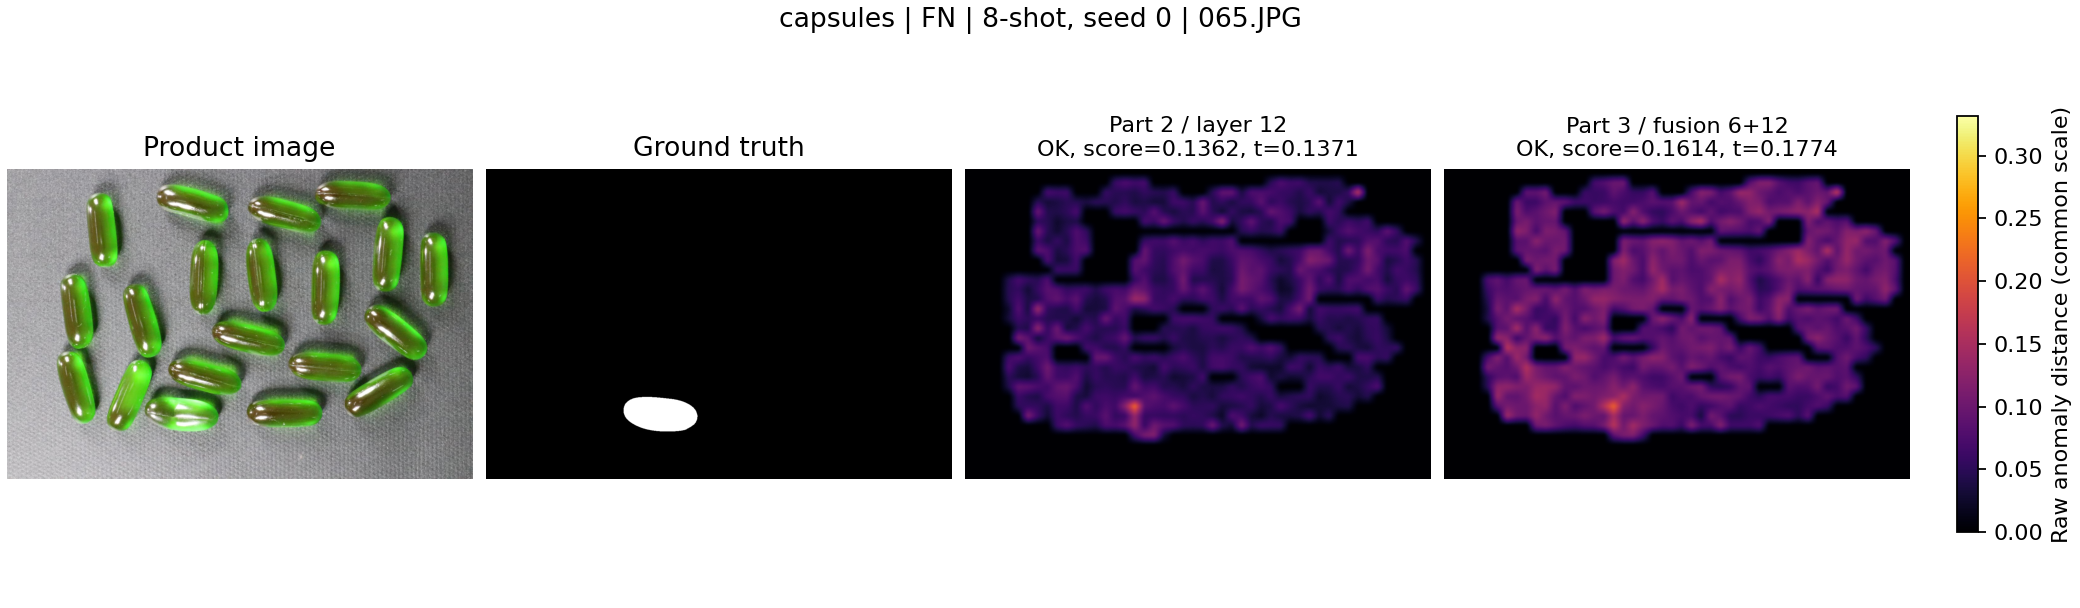 capsules | FN | 8-shot, seed 0 | 065.JPG
Product image
Ground truth
Part 2 / layer 12
OK, score=0.1362, t=0.1371
Part 3 / fusion 6+12
OK, score=0.1614, t=0.1774
0.30
0.25
0.20
0.15
0.10
0.05
0.00
Raw anomaly distance (common scale)